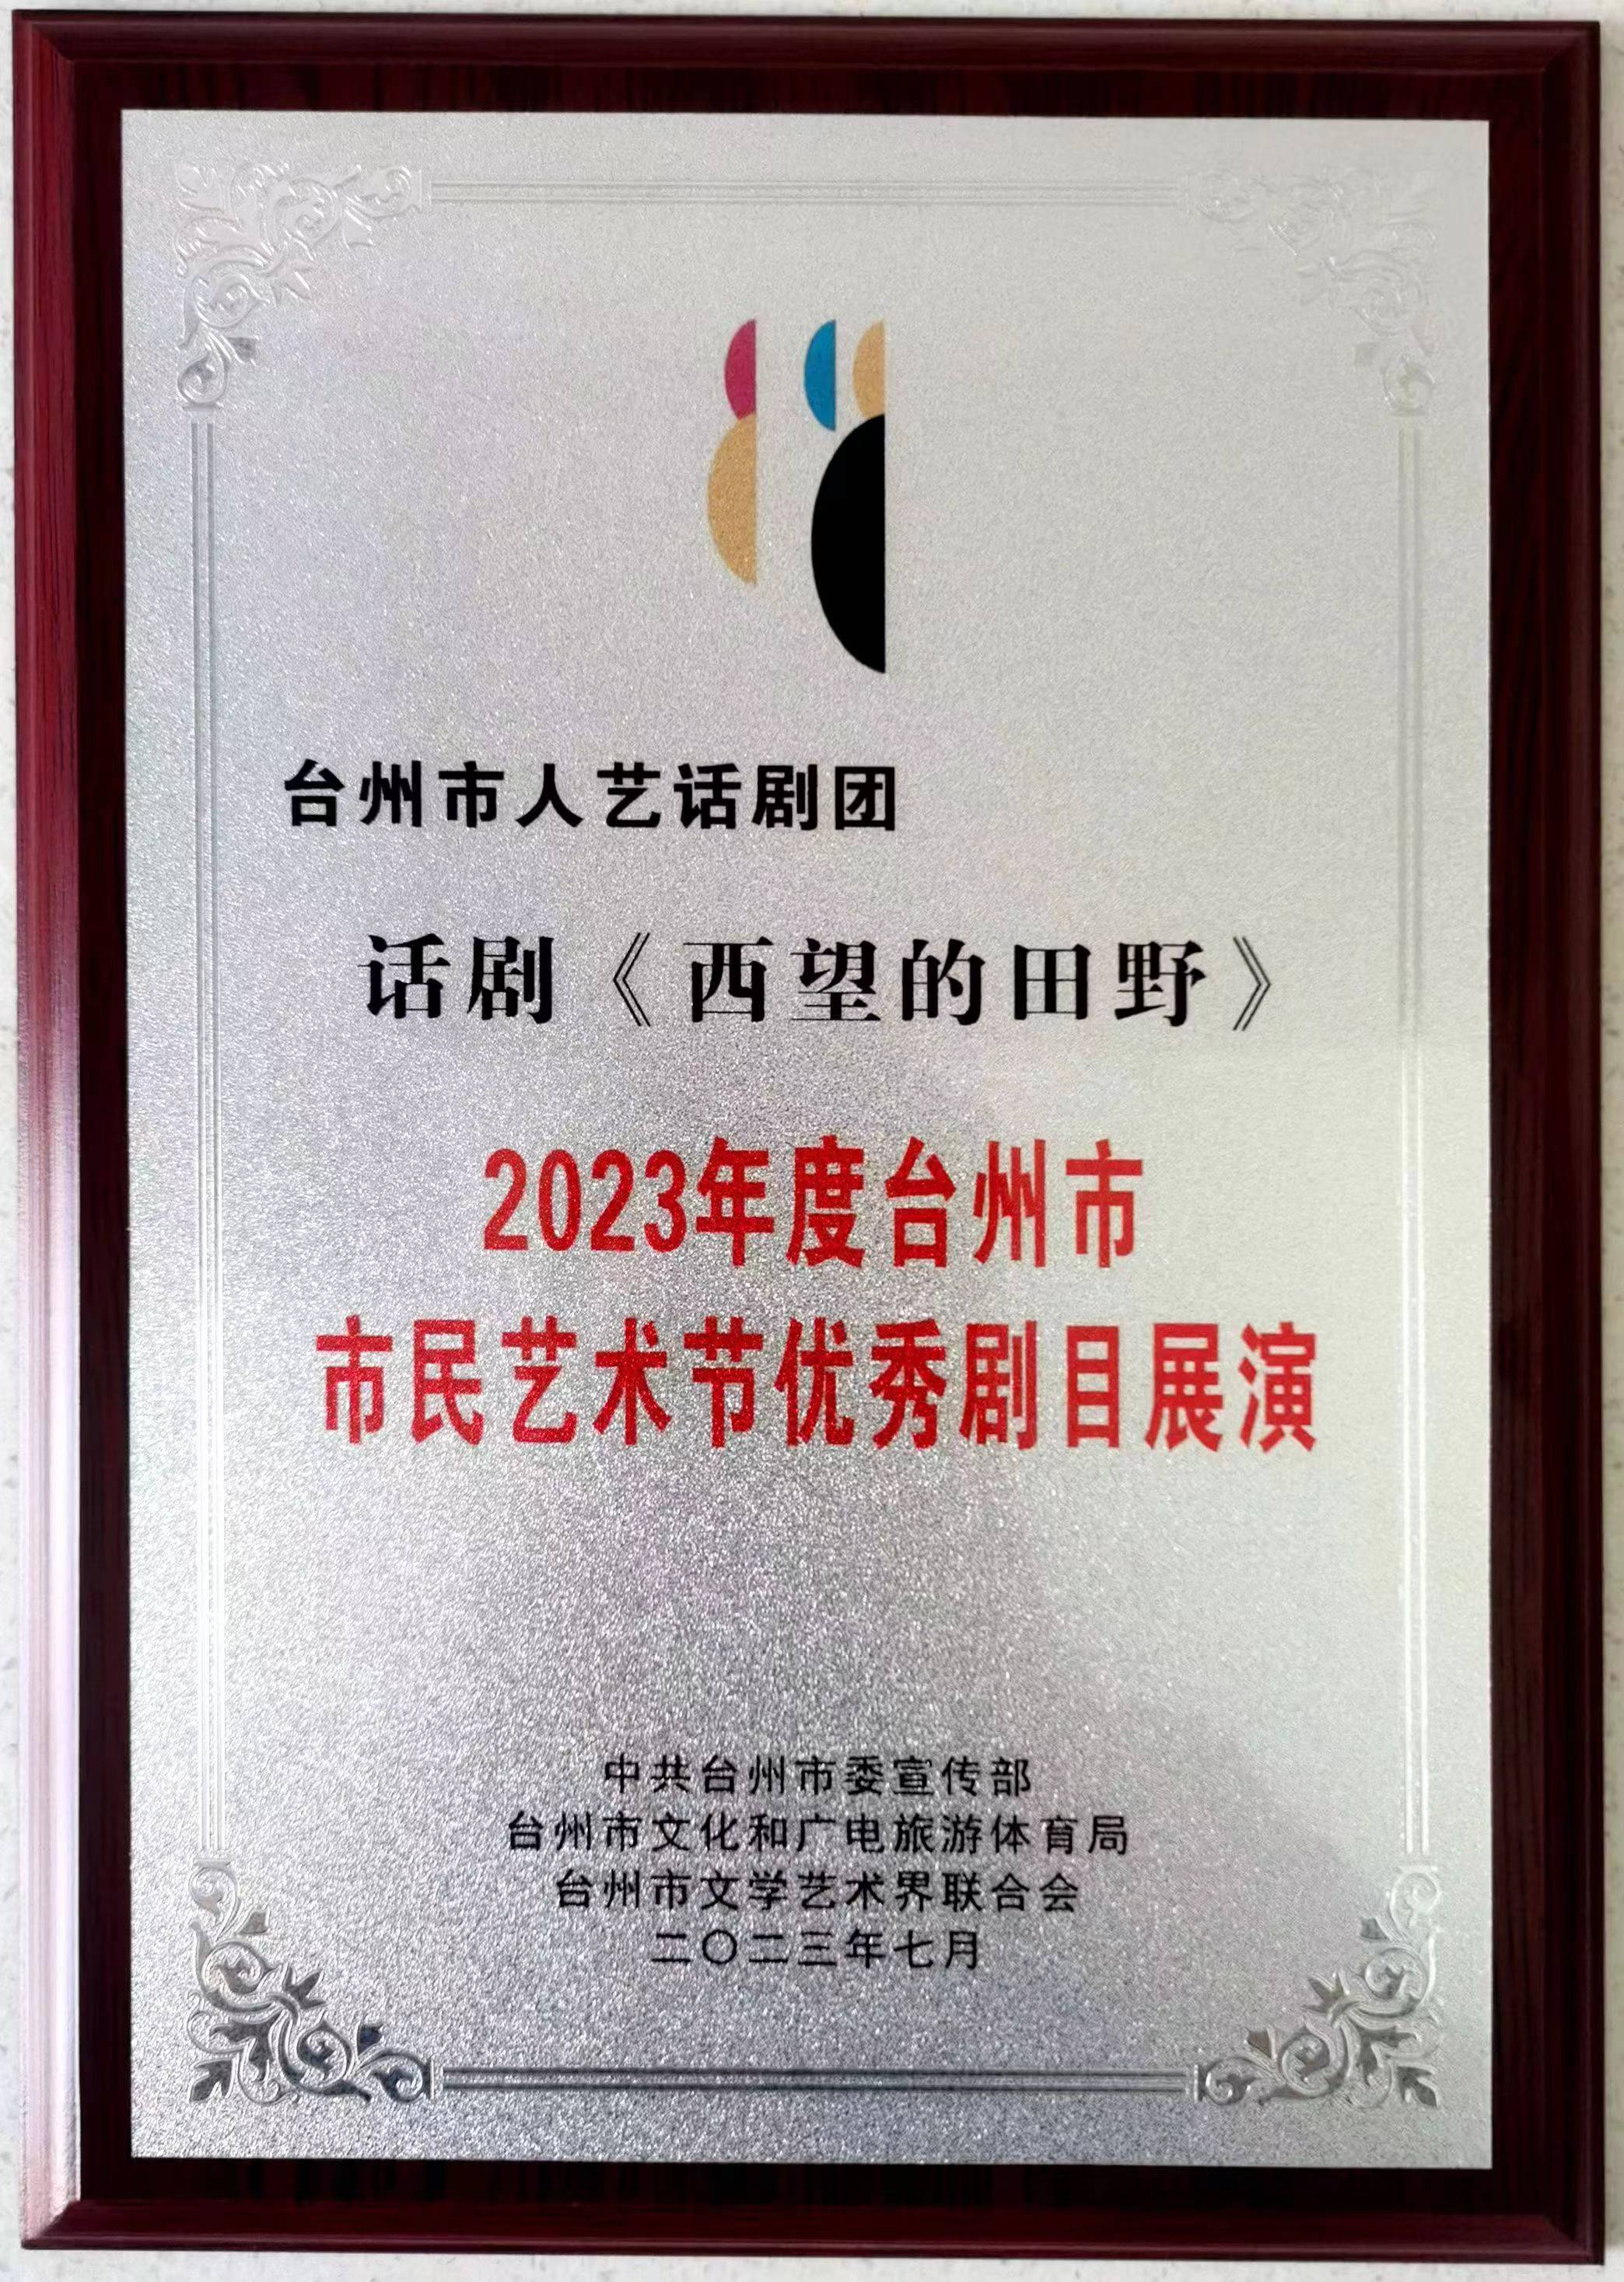 台州市人艺话剧团
话剧《西望的田野》
2023年度台州市
市民艺术节优秀剧目展演
中共台州市委宣传部
台州市文化和广电旅游体育局
台州市文学艺术界联合会
二〇二三年七月